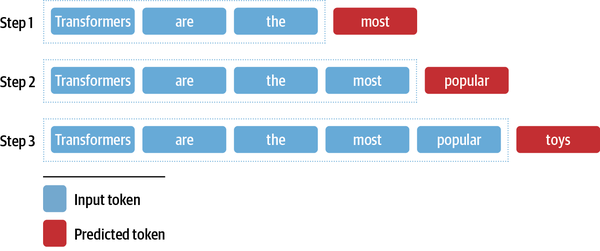 Step 1 Transformers are the most
Step 2 Transformers are the most popular
Step 3 Transformers are the most popular toys
Input token
Predicted token